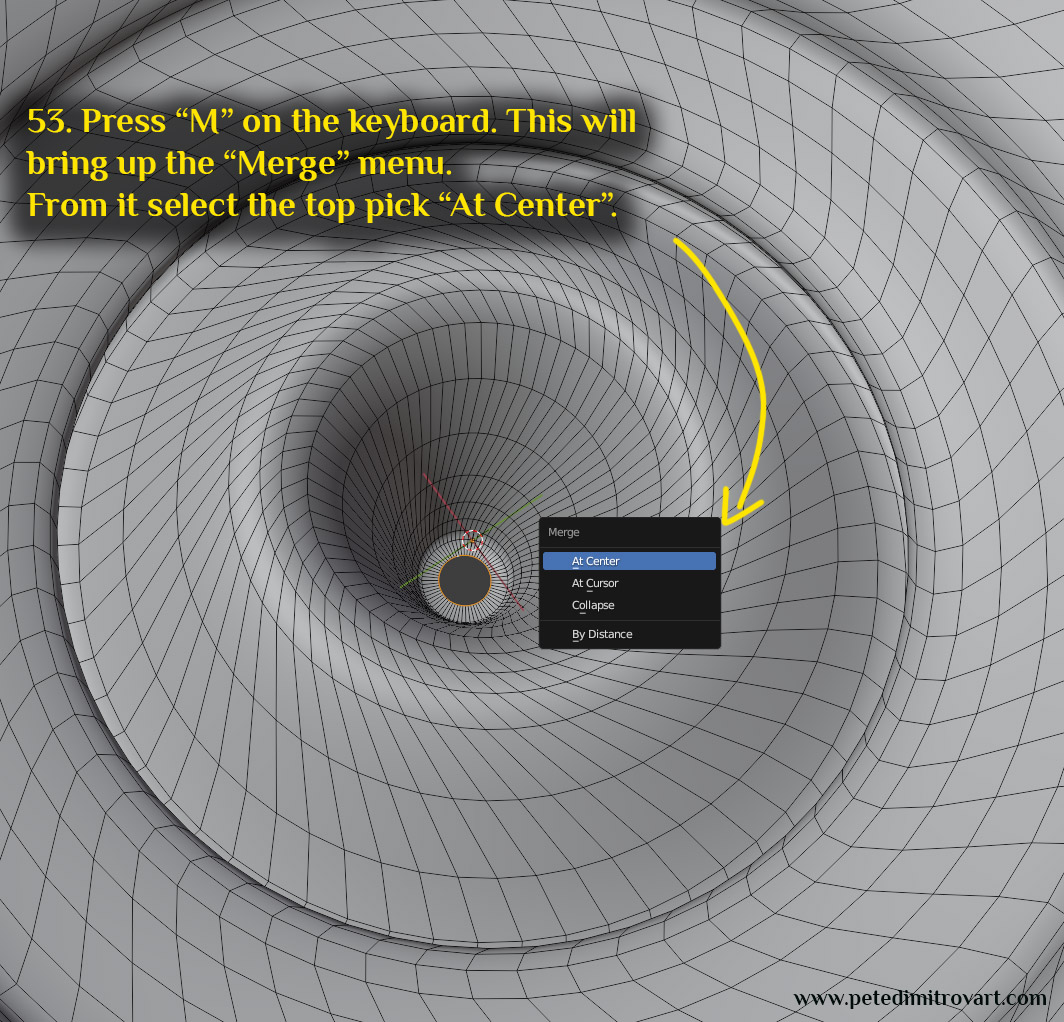 53. Press “M” on the keyboard. This will
bring up the “Merge” menu.
From it select the top pick “At Center”.
Merge
At Center
At Cursor
Collapse
By Distance
www.petedimitrovart.com